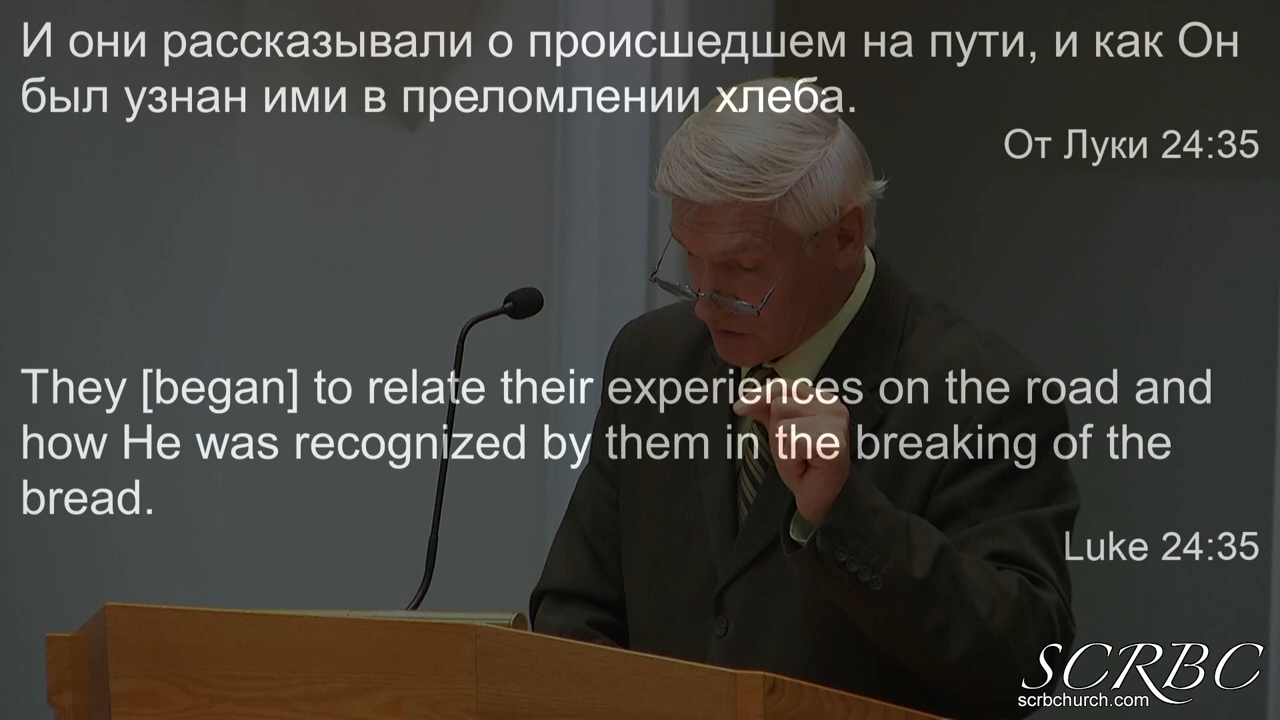 И они рассказывали о происшедшем на пути, и как Он
был узнан ими в преломлении хлеба.
От Луки 24:35
They [began] to relate their experiences on the road and
how He was recognized by them in the breaking of the
bread.
Luke 24:35
SCRBC
scrbchurch.com